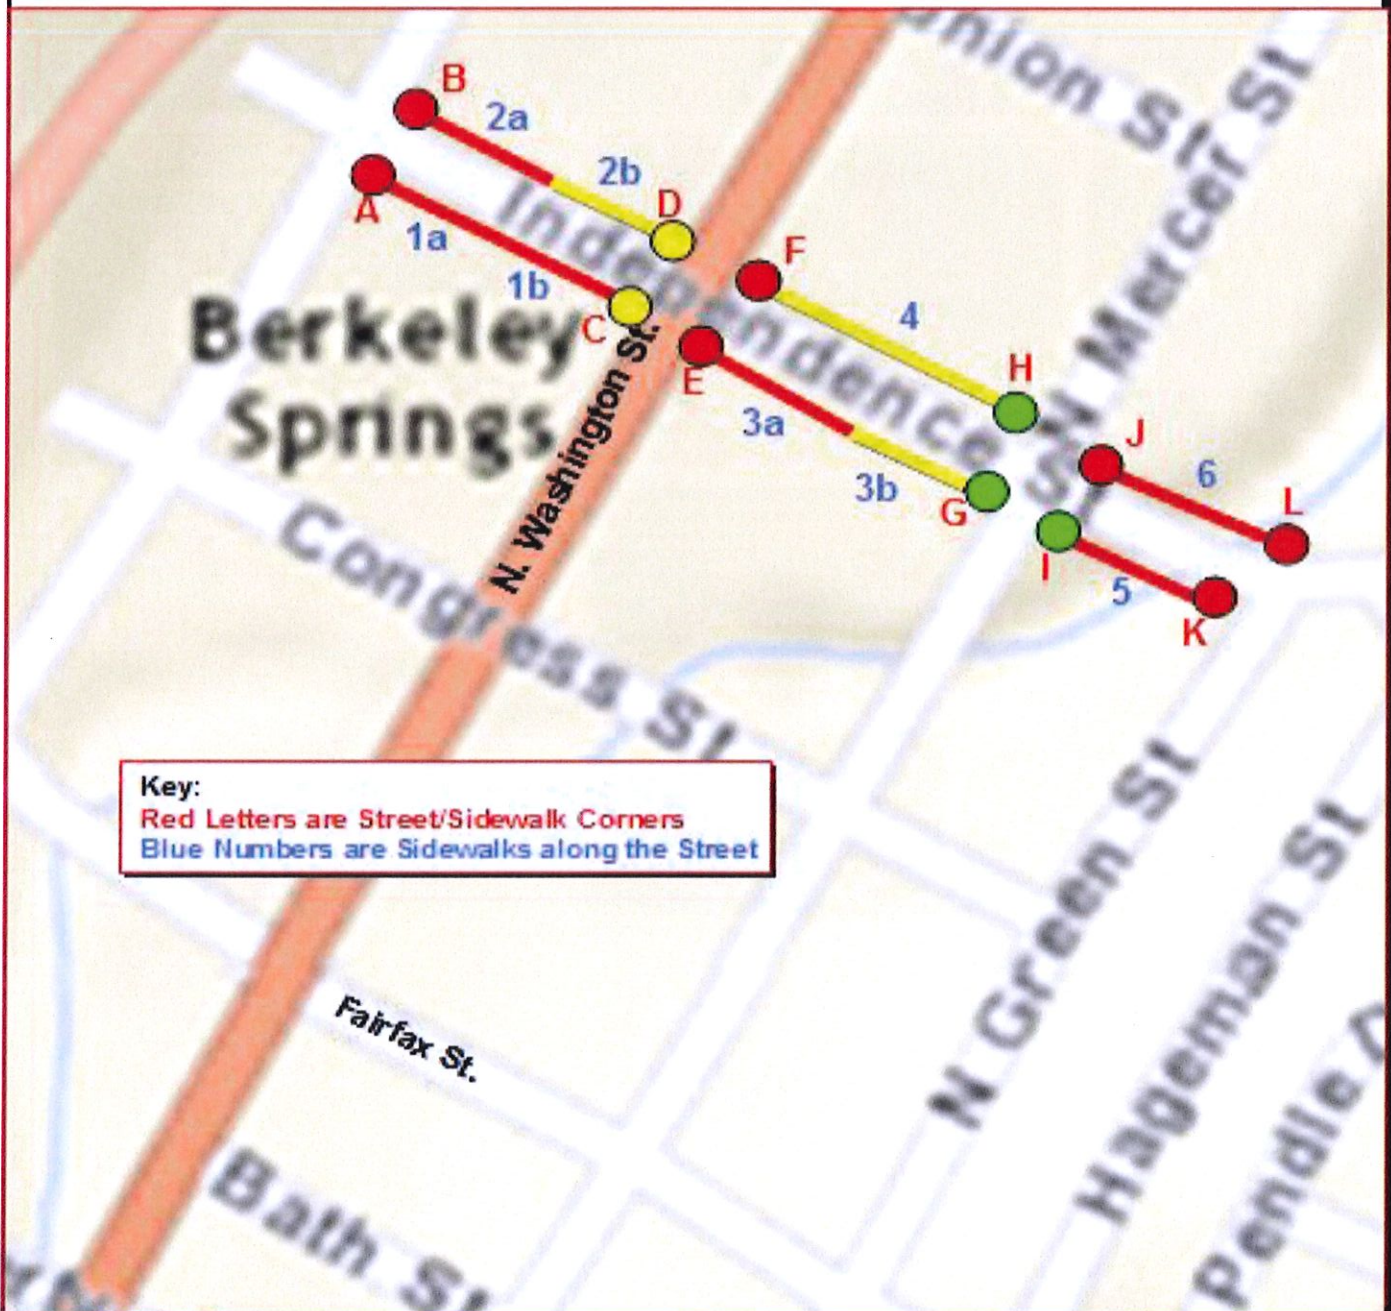 Union St
N Mercer St
B
2a
2b
D
A
1a
1b
C
Independence St
F
4
H
E
3a
3b
G
J
6
L
I
5
K
Berkeley
Springs
N. Washington St.
Congress St
Key:
Red Letters are Street/Sidewalk Corners
Blue Numbers are Sidewalks along the Street
N Green St
Hageman St
Pendle
Fairfax St.
Bath St